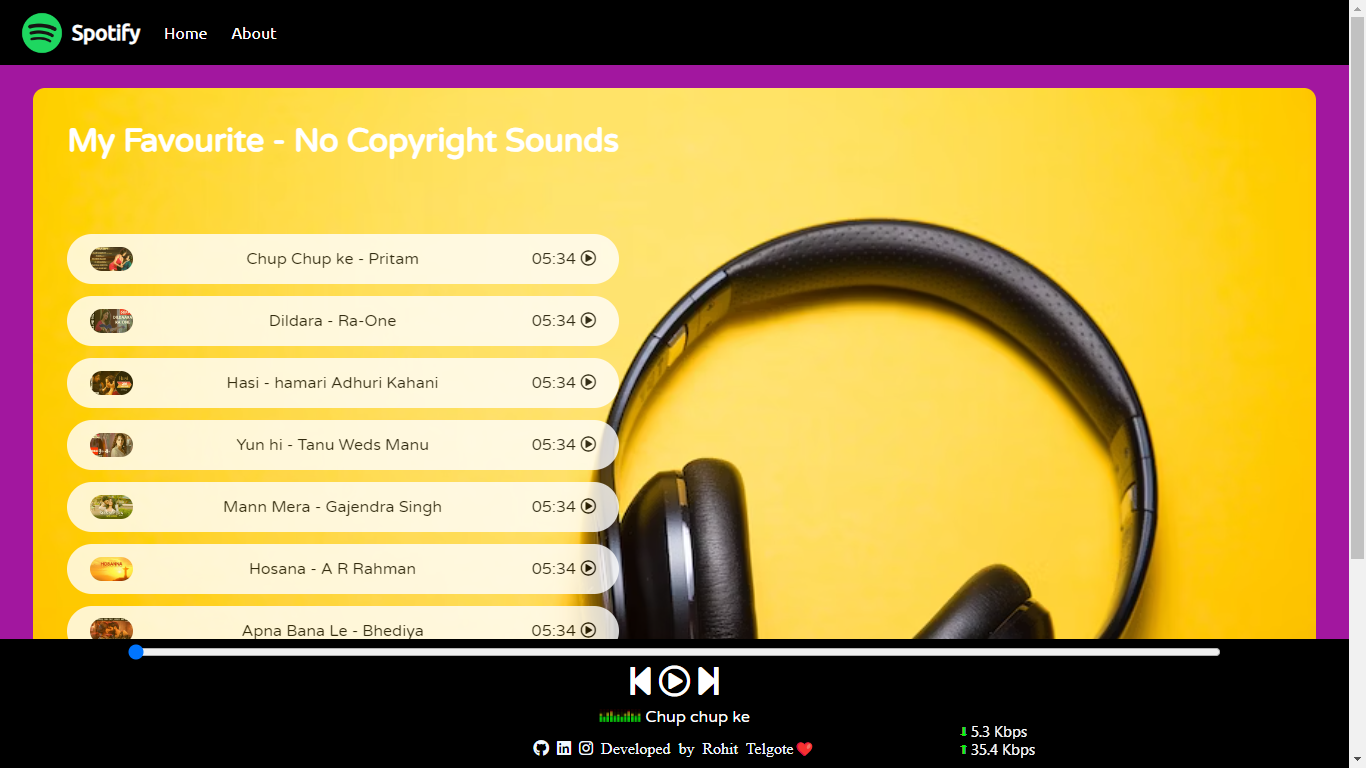 Spotify Home About
My Favourite - No Copyright Sounds
Chup Chup ke - Pritam 05:34
Dildara - Ra-One 05:34
Hasi - hamari Adhuri Kahani 05:34
Yun hi - Tanu Weds Manu 05:34
Mann Mera - Gajendra Singh 05:34
Hosana - A R Rahman 05:34
Apna Bana Le - Bhediya 05:34
Chup chup ke
5.3 Kbps
Developed by Rohit Telgote
35.4 Kbps